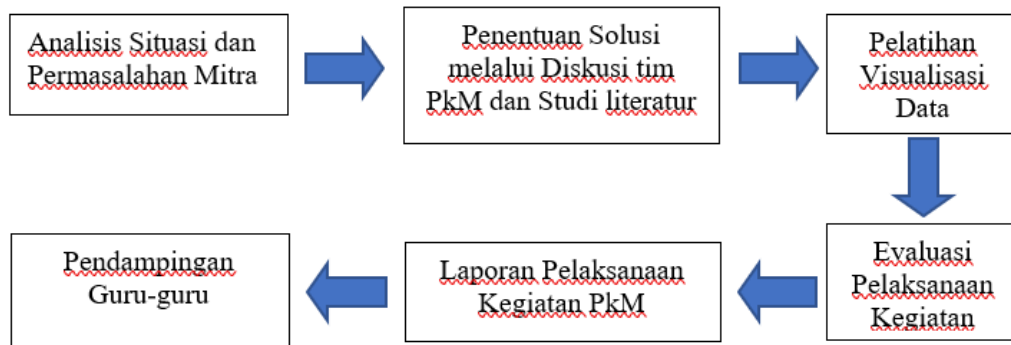 Analisis Situasi dan
Permasalahan Mitra
Penentuan Solusi
melalui Diskusi tim
PkM dan Studi literatur
Pelatihan
Visualisasi
Data
Evaluasi
Pelaksanaan
Kegiatan
Laporan Pelaksanaan
Kegiatan PkM
Pendampingan
Guru-guru